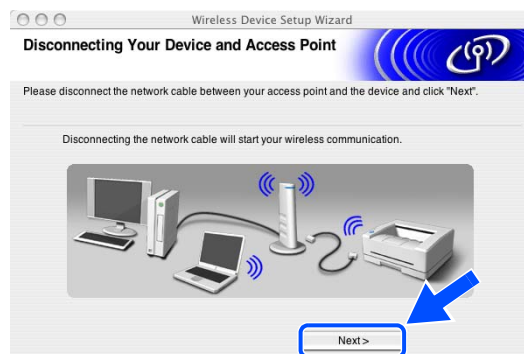 Wireless Device Setup Wizard
Disconnecting Your Device and Access Point
Please disconnect the network cable between your access point and the device and click "Next".
Disconnecting the network cable will start your wireless communication.
Next >